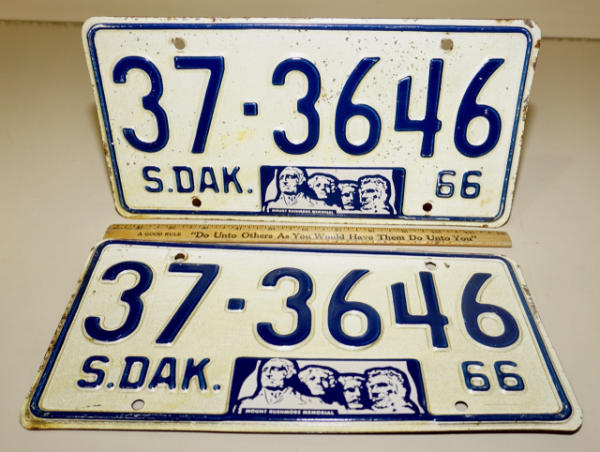 37-3646
S.DAK. 66
MOUNT RUSHMORE MEMORIAL
A GOOD RULE "Do Unto Others As You Would Have Them Do Unto You"
37-3646
S.DAK. 66
MOUNT RUSHMORE MEMORIAL